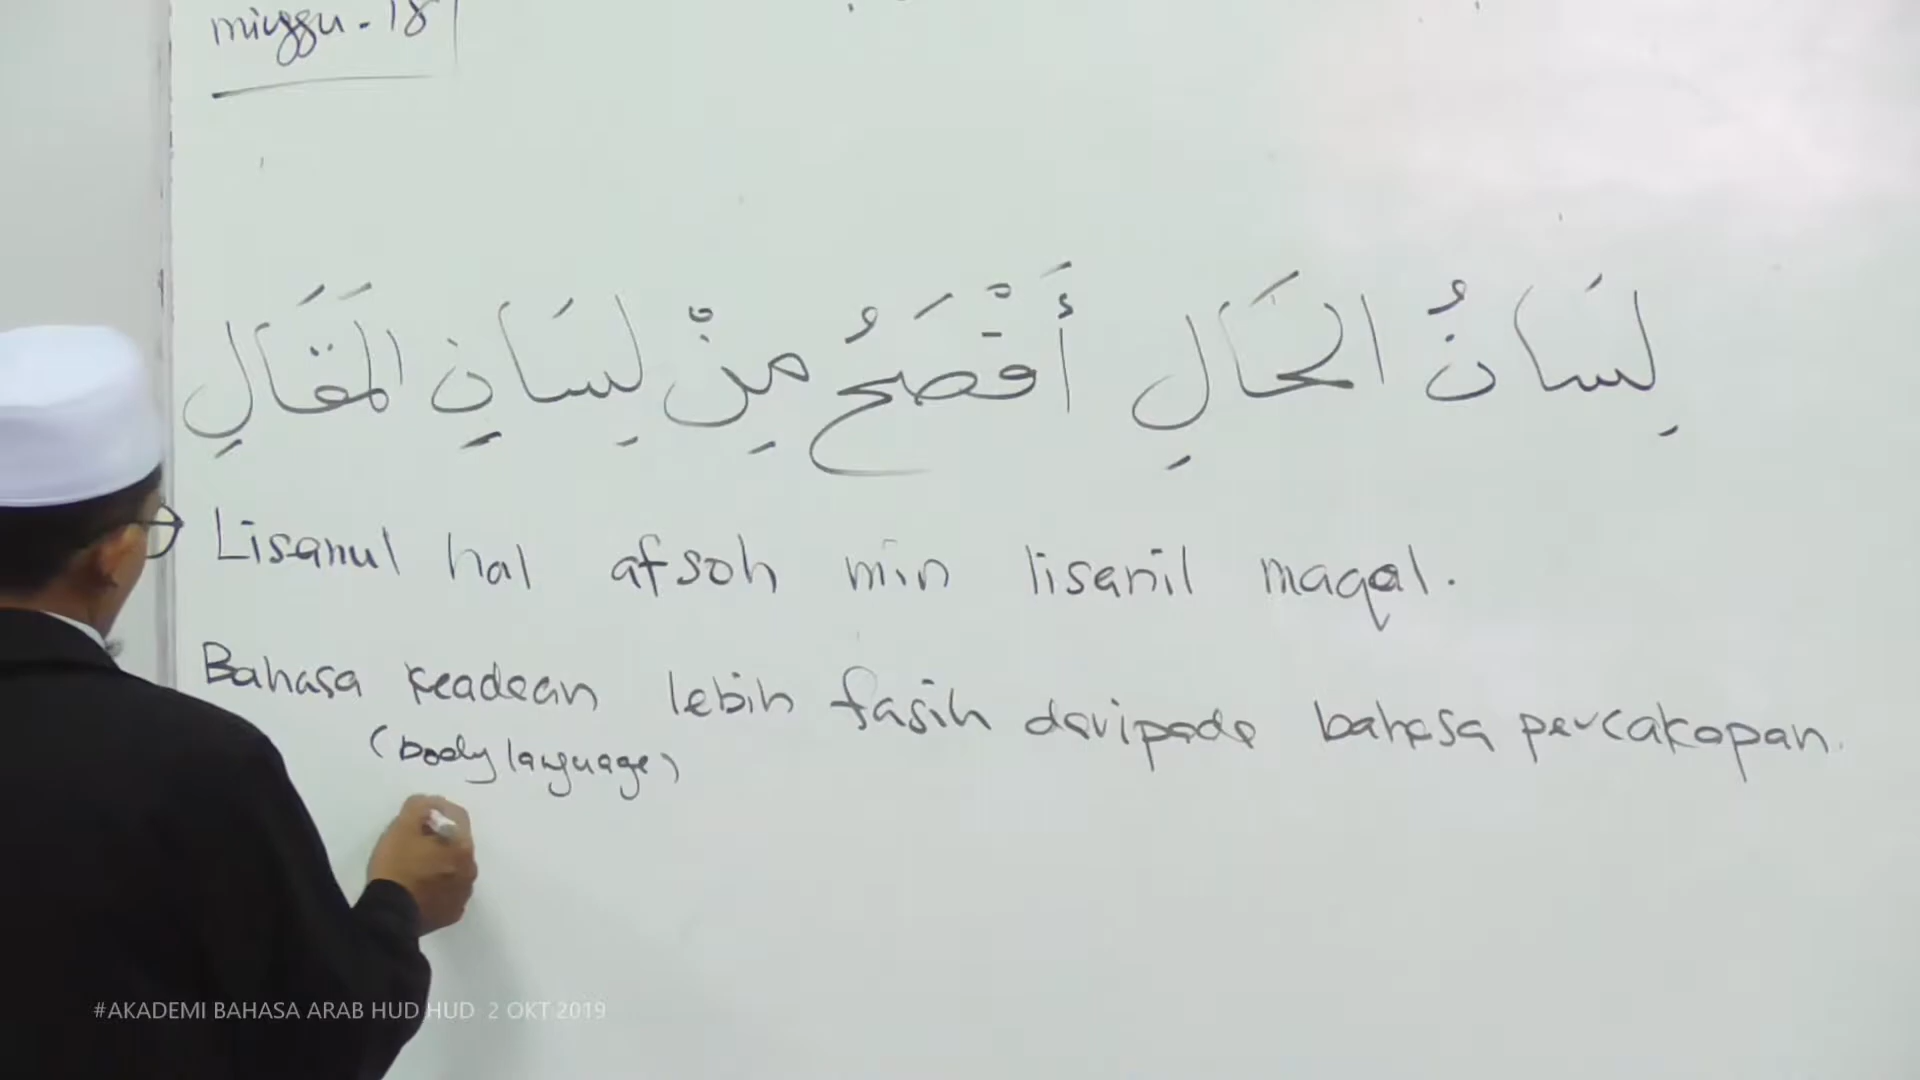 minggu - 18
لِسَانُ الحَالِ أَفْصَحُ مِنْ لِسَانِ المَقَالِ
Lisanul hal afsoh min lisanil maqal.
Bahasa keadaan lebih fasih daripada bahasa percakapan.
(body language)
#AKADEMI BAHASA ARAB HUD HUD 2 OKT 2019